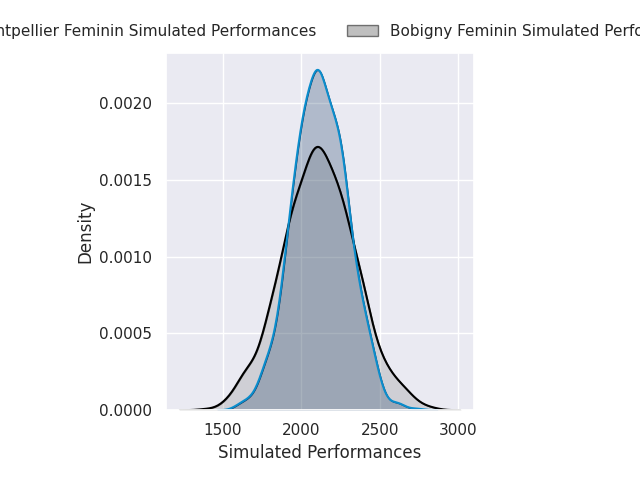 ntpellier Feminin Simulated Performances Bobigny Feminin Simulated Perfo
0.0020
0.0015
0.0010
0.0005
0.0000
Density
1500 2000 2500 3000
Simulated Performances